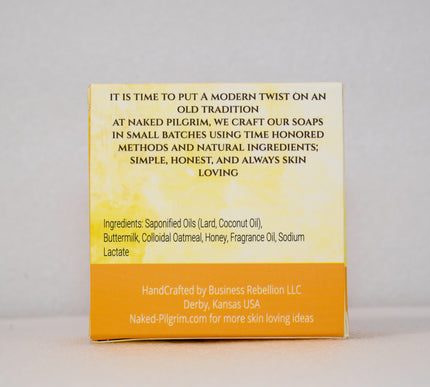 IT IS TIME TO PUT A MODERN TWIST ON AN
OLD TRADITION
AT NAKED PILGRIM, WE CRAFT OUR SOAPS
IN SMALL BATCHES USING TIME HONORED
METHODS AND NATURAL INGREDIENTS;
SIMPLE, HONEST, AND ALWAYS SKIN
LOVING
Ingredients: Saponified Oils (Lard, Coconut Oil),
Buttermilk, Colloidal Oatmeal, Honey, Fragrance Oil, Sodium
Lactate
HandCrafted by Business Rebellion LLC
Derby, Kansas USA
Naked-Pilgrim.com for more skin loving ideas